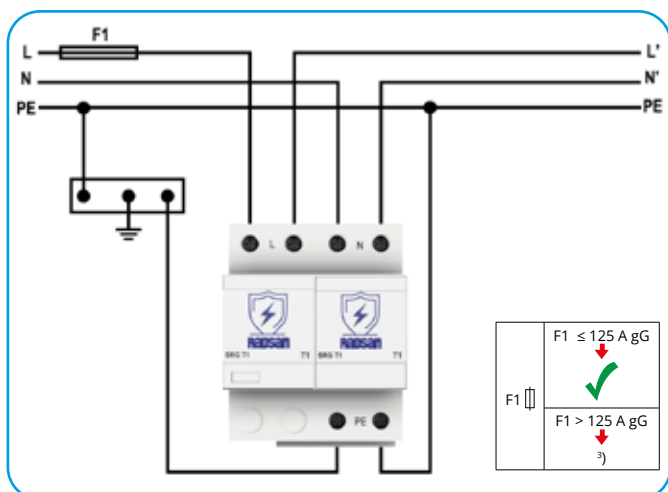 F1
L
L'
N
N'
PE
PE
L
N
RADSAN
RADSAN
SRG T1
T1
SRG T1
T1
PE
F1
F1 ≤ 125 A gG
F1 > 125 A gG
3)